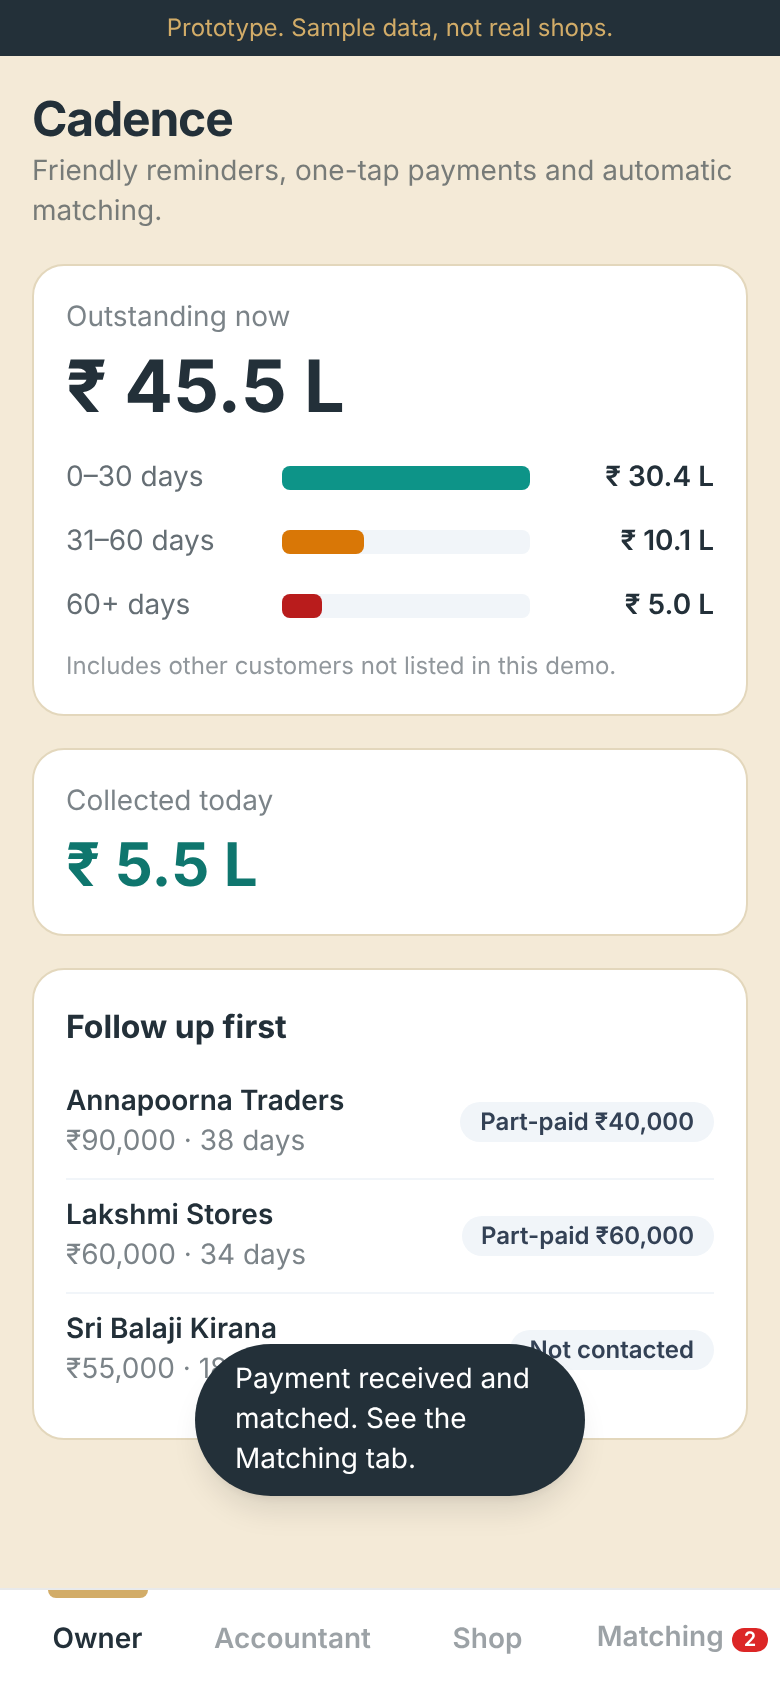 Prototype. Sample data, not real shops.
Cadence
Friendly reminders, one-tap payments and automatic
matching.
Outstanding now
₹ 45.5 L
0–30 days ₹ 30.4 L
31–60 days ₹ 10.1 L
60+ days ₹ 5.0 L
Includes other customers not listed in this demo.
Collected today
₹ 5.5 L
Follow up first
Annapoorna Traders
₹90,000 · 38 days
Part-paid ₹40,000
Lakshmi Stores
₹60,000 · 34 days
Part-paid ₹60,000
Sri Balaji Kirana
₹55,000 ·
Not contacted
Payment received and
matched. See the
Matching tab.
Owner Accountant Shop Matching 2